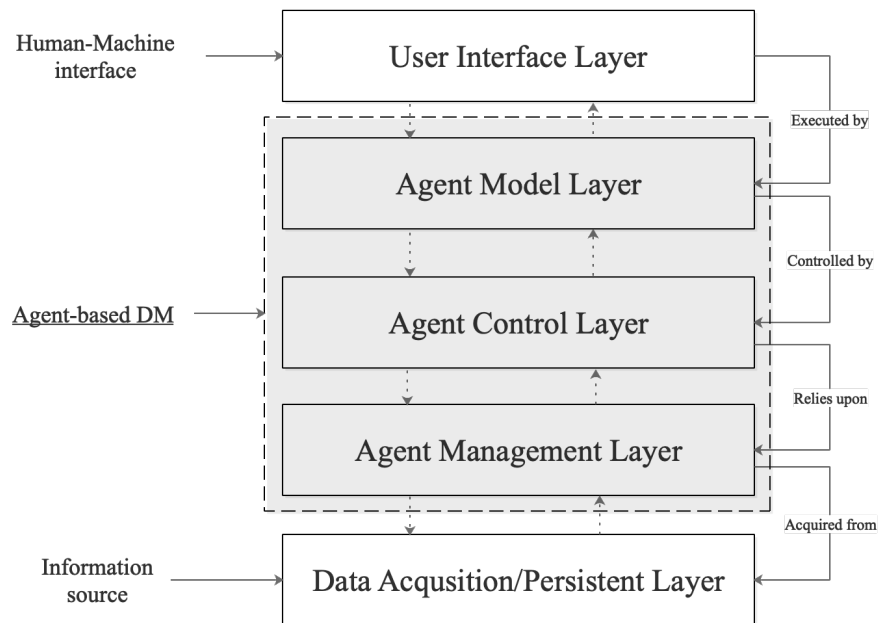 Human-Machine
interface
User Interface Layer
Executed by
Agent Model Layer
Controlled by
Agent-based DM
Agent Control Layer
Relies upon
Agent Management Layer
Acquired from
Information
source
Data Acqusition/Persistent Layer